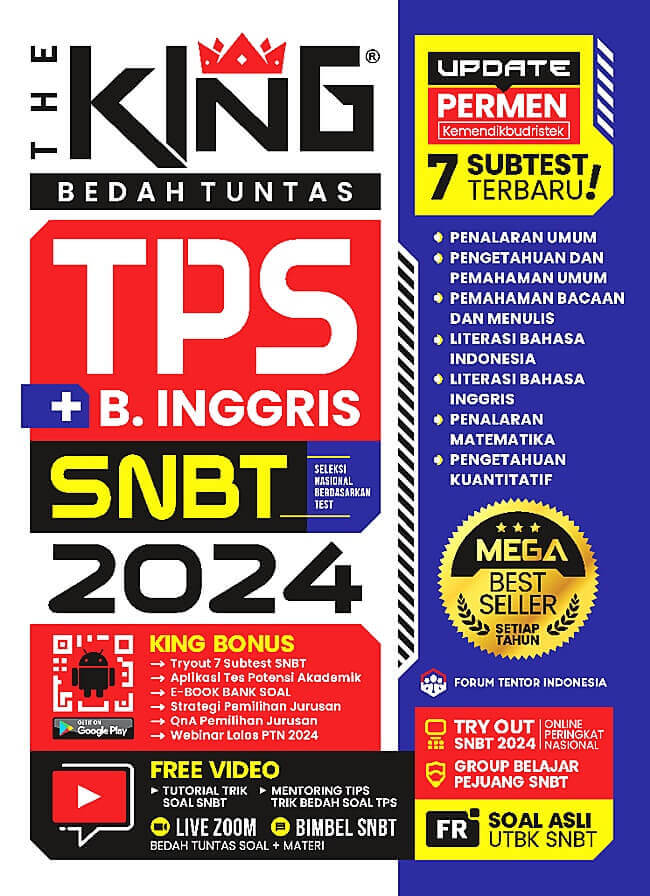 THE KING®
BEDAH TUNTAS
TPS
+ B. INGGRIS
SNBT
SELEKSI
NASIONAL
BERDASARKAN
TEST
2024
KING BONUS
→ Tryout 7 Subtest SNBT
→ Aplikasi Tes Potensi Akademik
→ E-BOOK BANK SOAL
→ Strategi Pemilihan Jurusan
→ QnA Pemilihan Jurusan
→ Webinar Lolos PTN 2024
GET IT ON
Google Play
FREE VIDEO
▸ TUTORIAL TRIK
SOAL SNBT
▸ MENTORING TIPS
TRIK BEDAH SOAL TPS
LIVE ZOOM
BIMBEL SNBT
BEDAH TUNTAS SOAL + MATERI
UPDATE
PERMEN
Kemendikbudristek
7 SUBTEST
TERBARU!
PENALARAN UMUM
PENGETAHUAN DAN
PEMAHAMAN UMUM
PEMAHAMAN BACAAN
DAN MENULIS
LITERASI BAHASA
INDONESIA
LITERASI BAHASA
INGGRIS
PENALARAN
MATEMATIKA
PENGETAHUAN
KUANTITATIF
MEGA
BEST
SELLER
SETIAP
TAHUN
FORUM TENTOR INDONESIA
TRY OUT
SNBT 2024
ONLINE
PERINGKAT
NASIONAL
GROUP BELAJAR
PEJUANG SNBT
FR
SOAL ASLI
UTBK SNBT